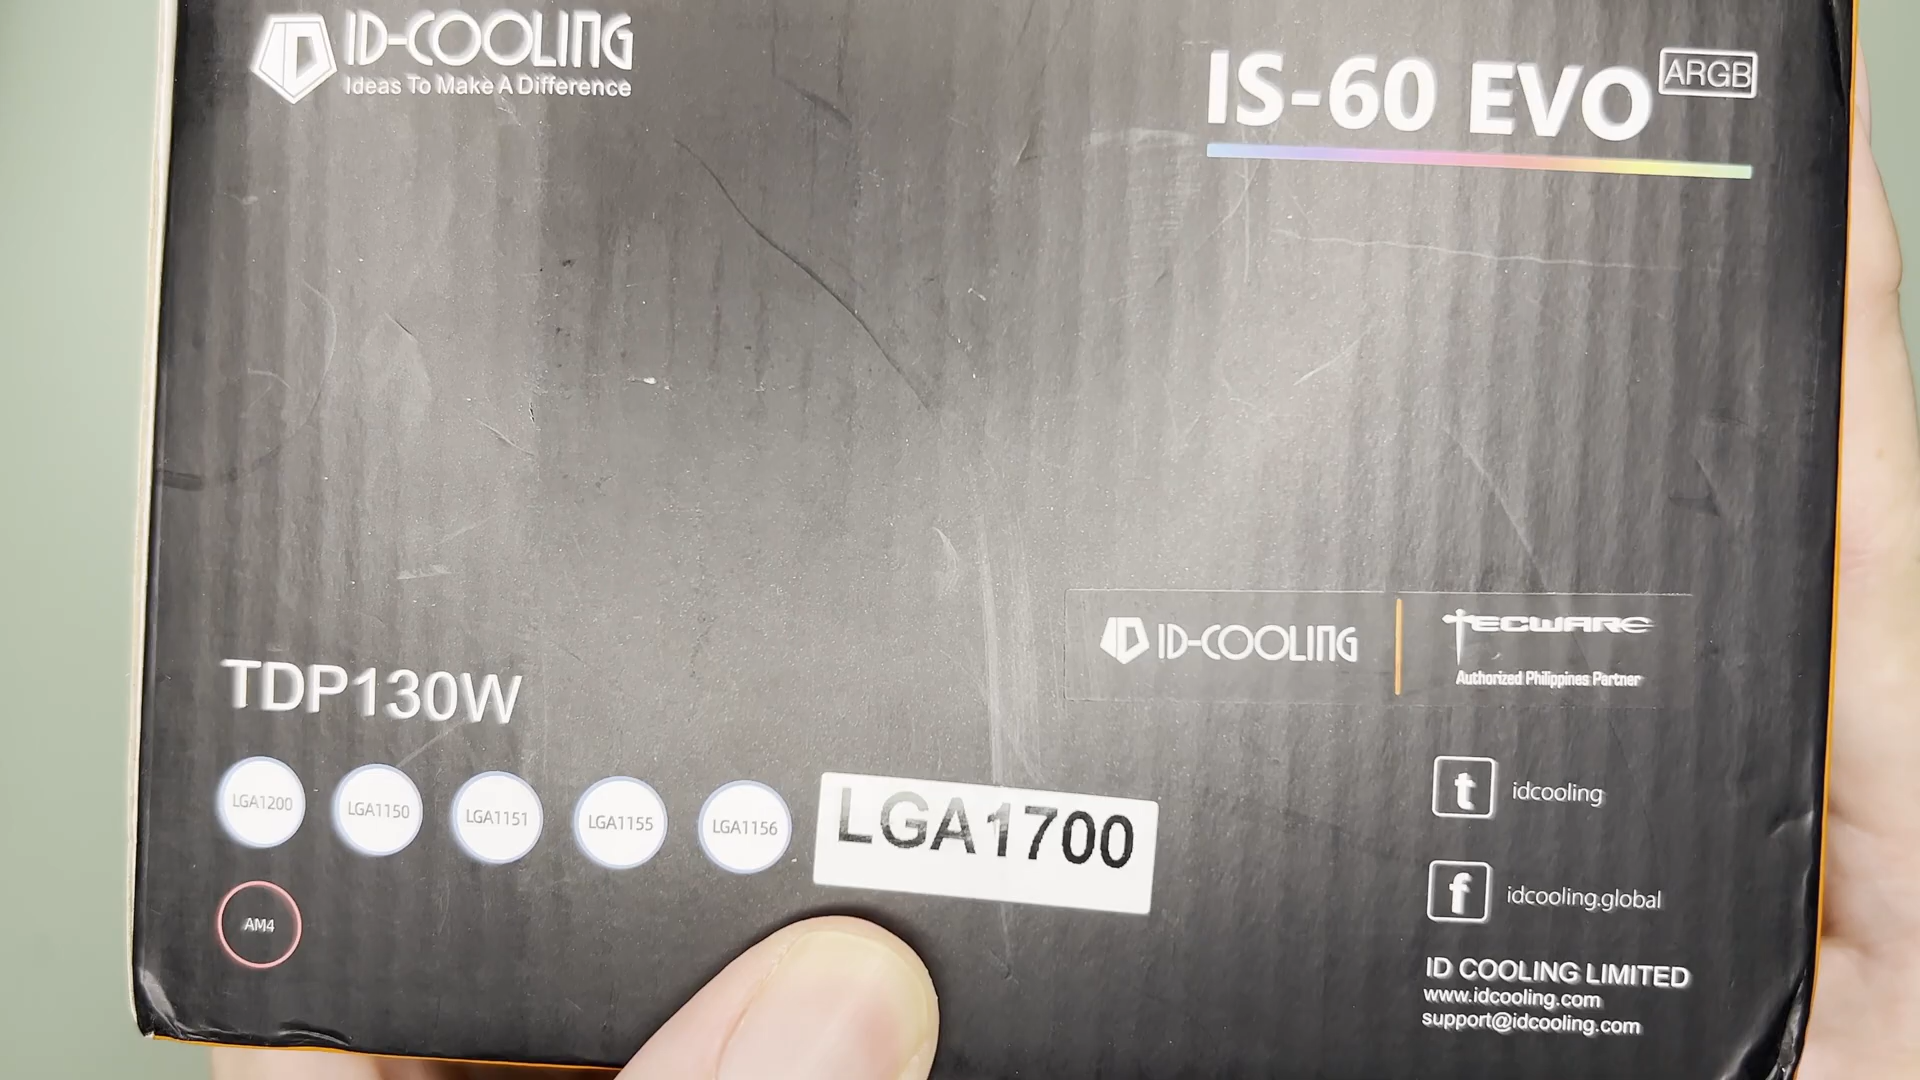 ID-COOLING
Ideas To Make A Difference
IS-60 EVO ARGB
ID-COOLING
TECWARE
Authorized Philippines Partner
TDP130W
LGA1200
LGA1150
LGA1151
LGA1155
LGA1156
LGA1700
AM4
t idcooling
f idcooling.global
ID COOLING LIMITED
www.idcooling.com
support@idcooling.com